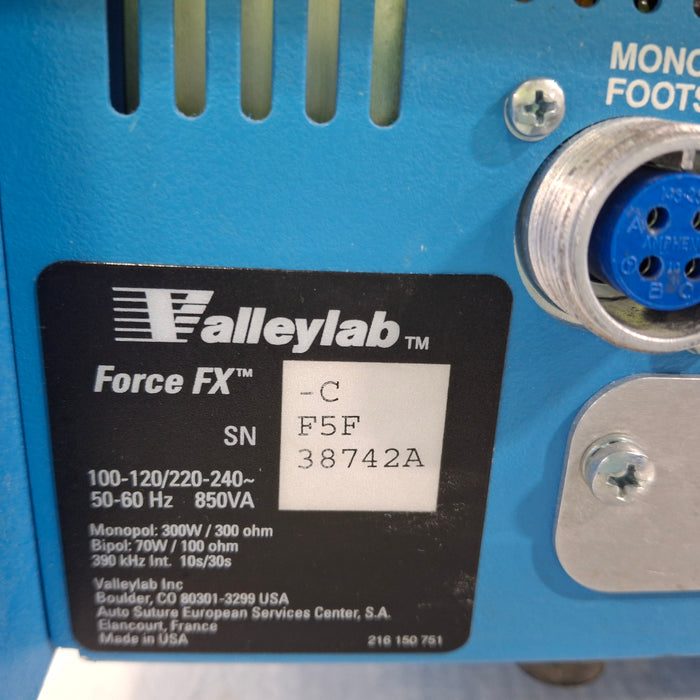 MONO
FOOTS
A
AMPHE
B C
Valleylab™
Force FX™ -C
SN F5F
38742A
100-120/220-240~
50-60 Hz 850VA
Monopol: 300W / 300 ohm
Bipol: 70W / 100 ohm
390 kHz Int. 10s/30s
Valleylab Inc
Boulder, CO 80301-3299 USA
Auto Suture European Services Center, S.A.
Elancourt, France
Made in USA 216 150 751